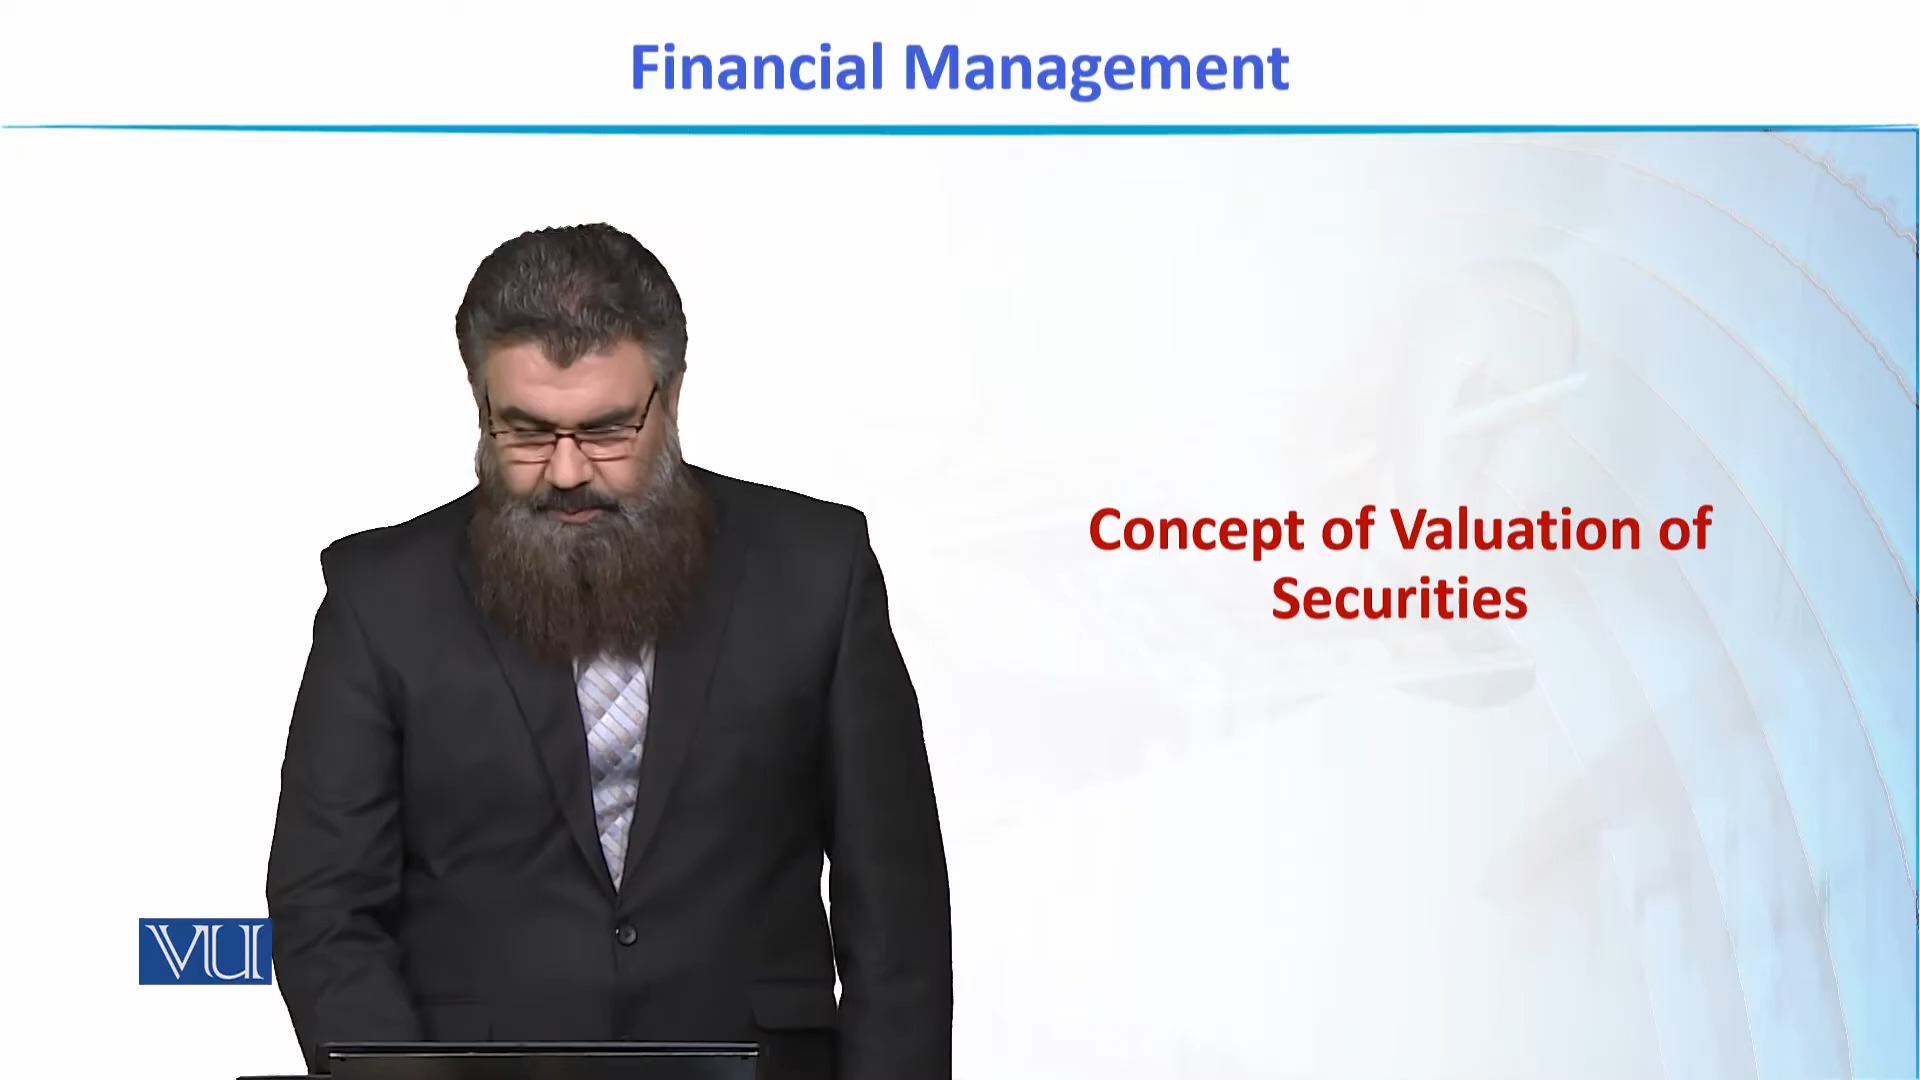 Financial Management
Concept of Valuation of
Securities
VU